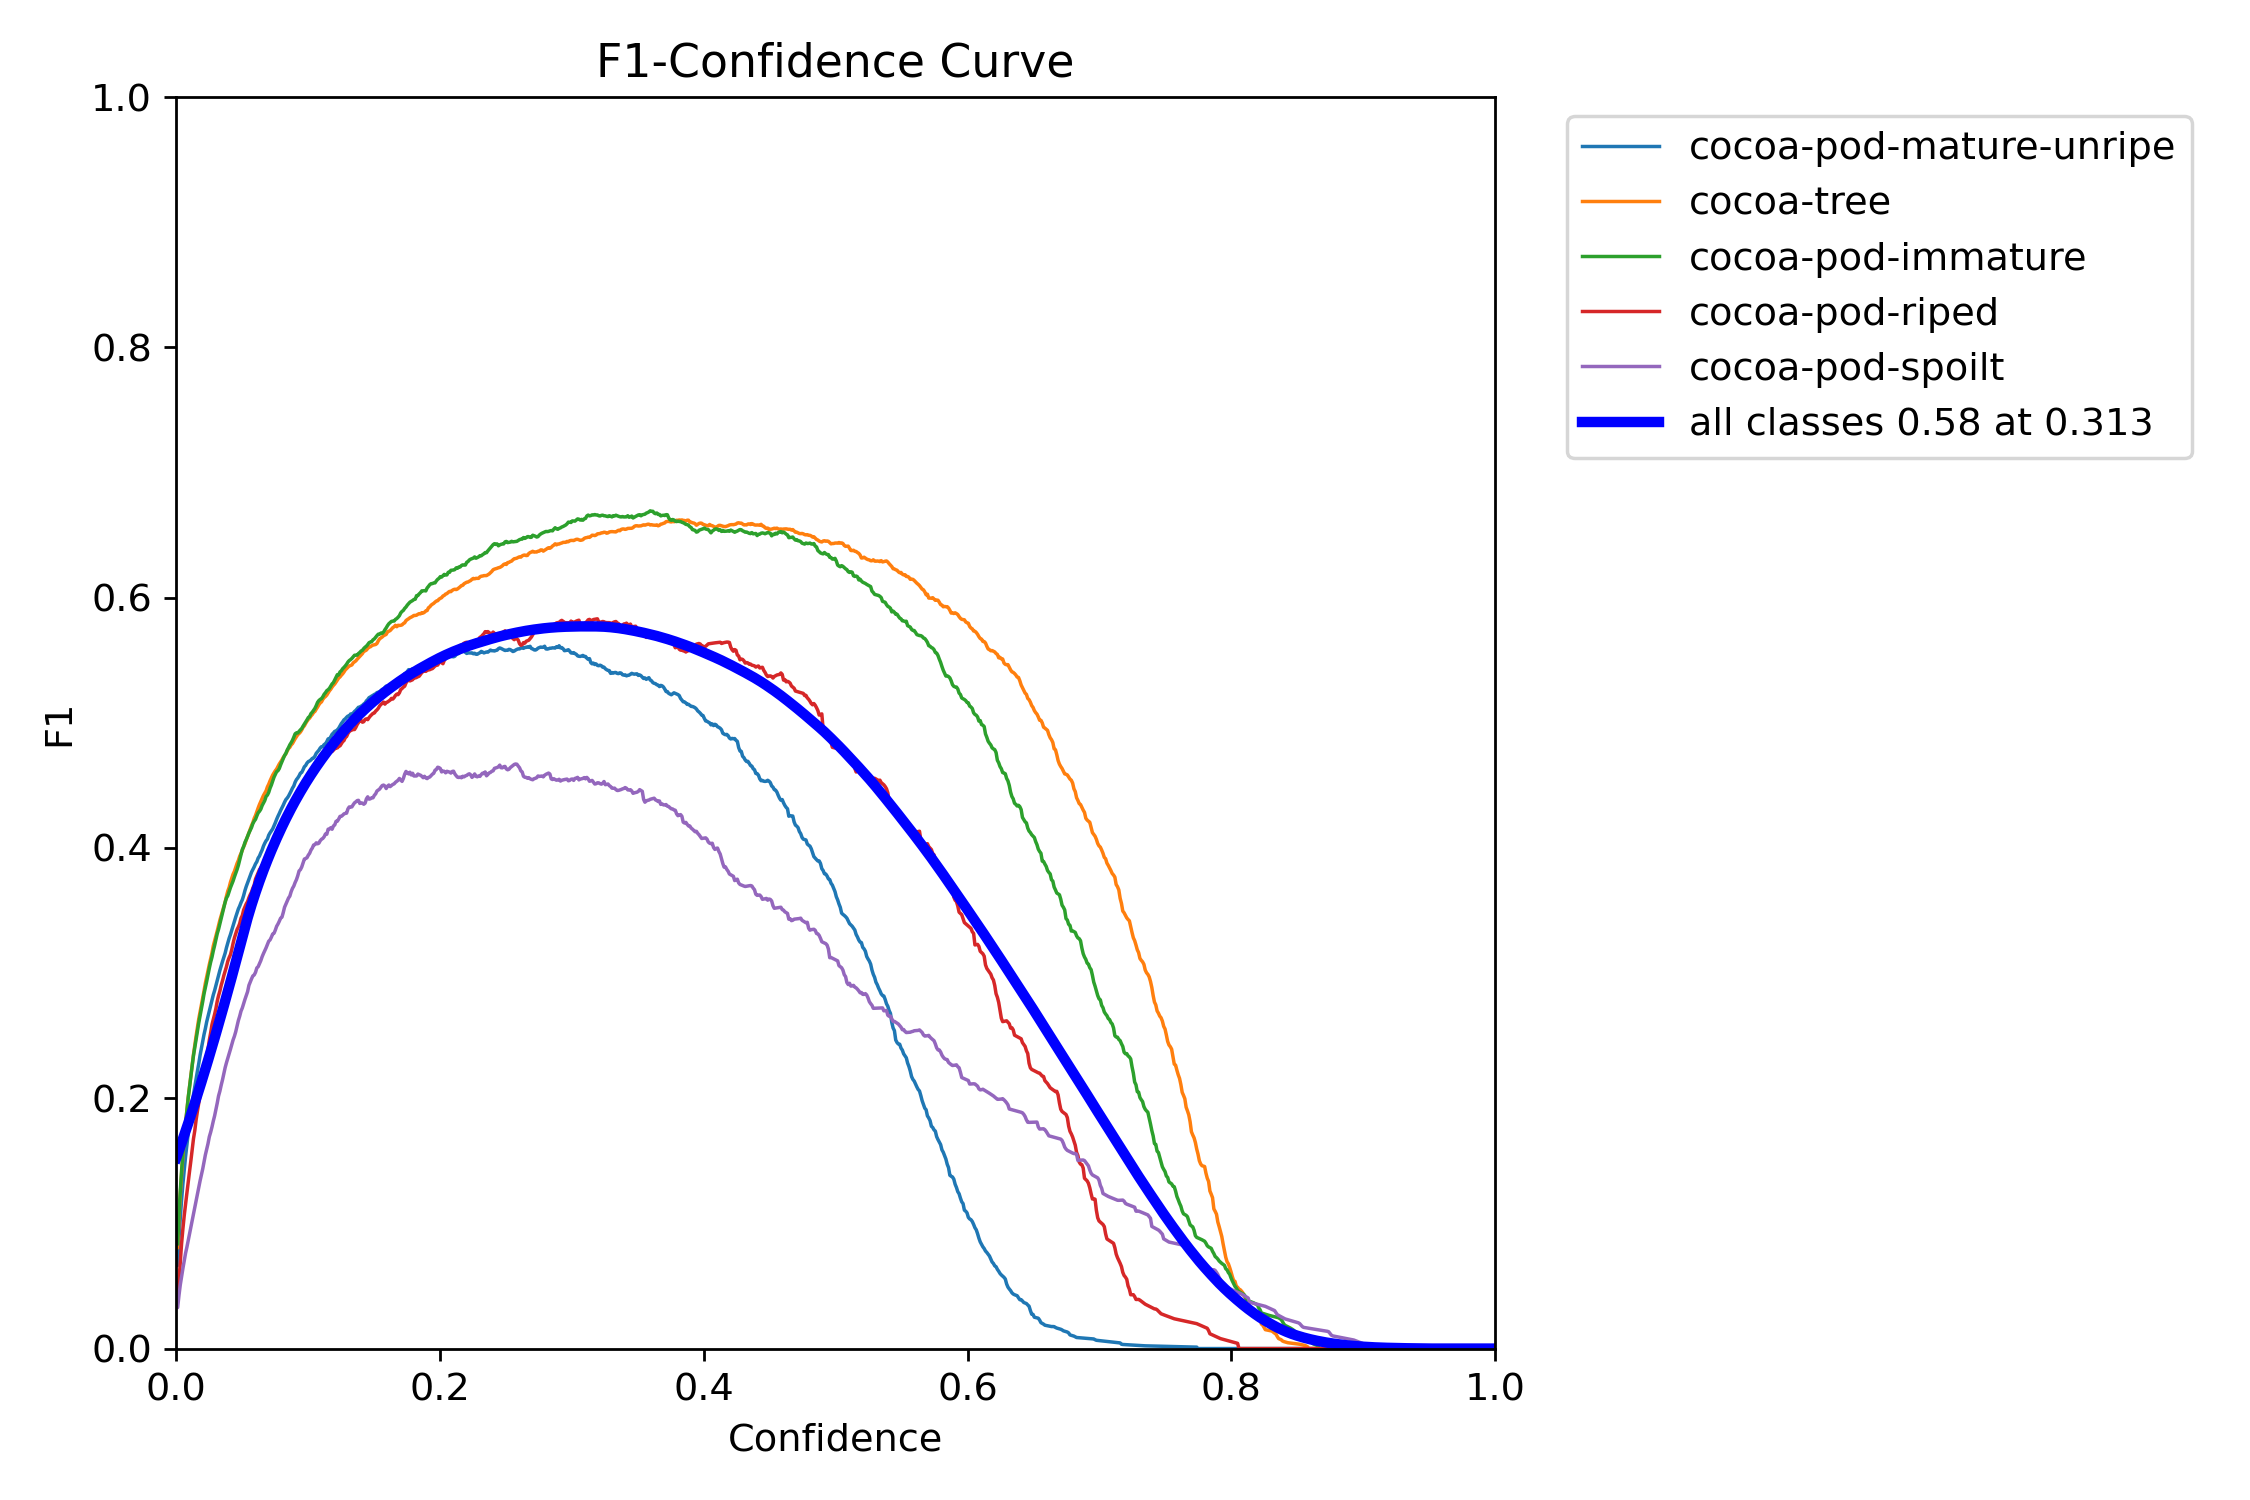 F1-Confidence Curve
1.0
0.8
0.6
0.4
0.2
0.0
F1
0.0 0.2 0.4 0.6 0.8 1.0
Confidence
cocoa-pod-mature-unripe
cocoa-tree
cocoa-pod-immature
cocoa-pod-riped
cocoa-pod-spoilt
all classes 0.58 at 0.313